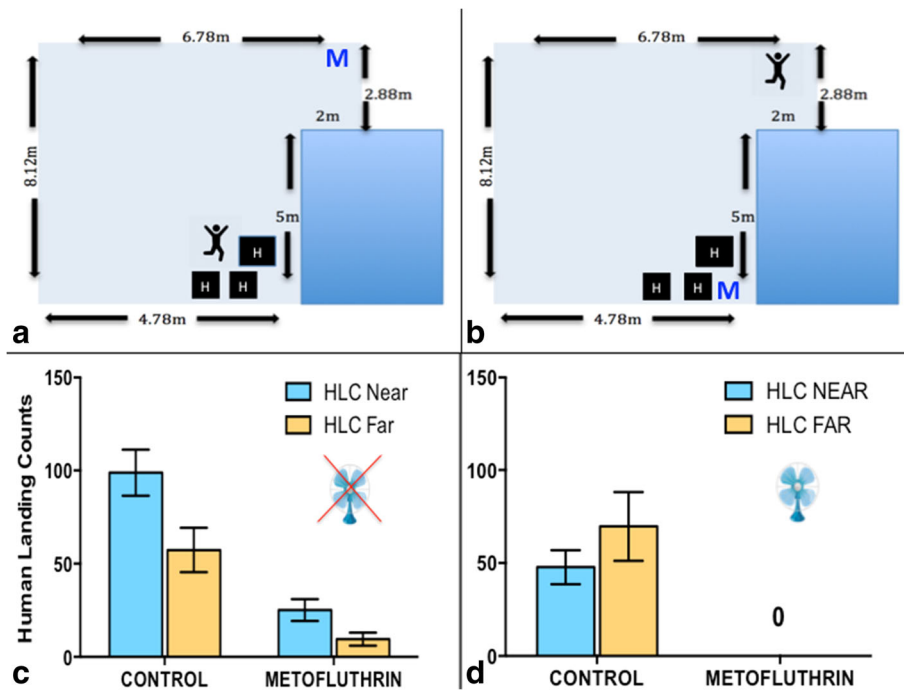 6.78m
M
2.88m
2m
8.12m
5m
H
H H
4.78m
a
6.78m
2.88m
2m
8.12m
5m
H
H H M
4.78m
b
150
100
50
0
Human Landing Counts
HLC Near
HLC Far
CONTROL METOFLUTHRIN
c
150
100
50
0
HLC NEAR
HLC FAR
0
CONTROL METOFLUTHRIN
d